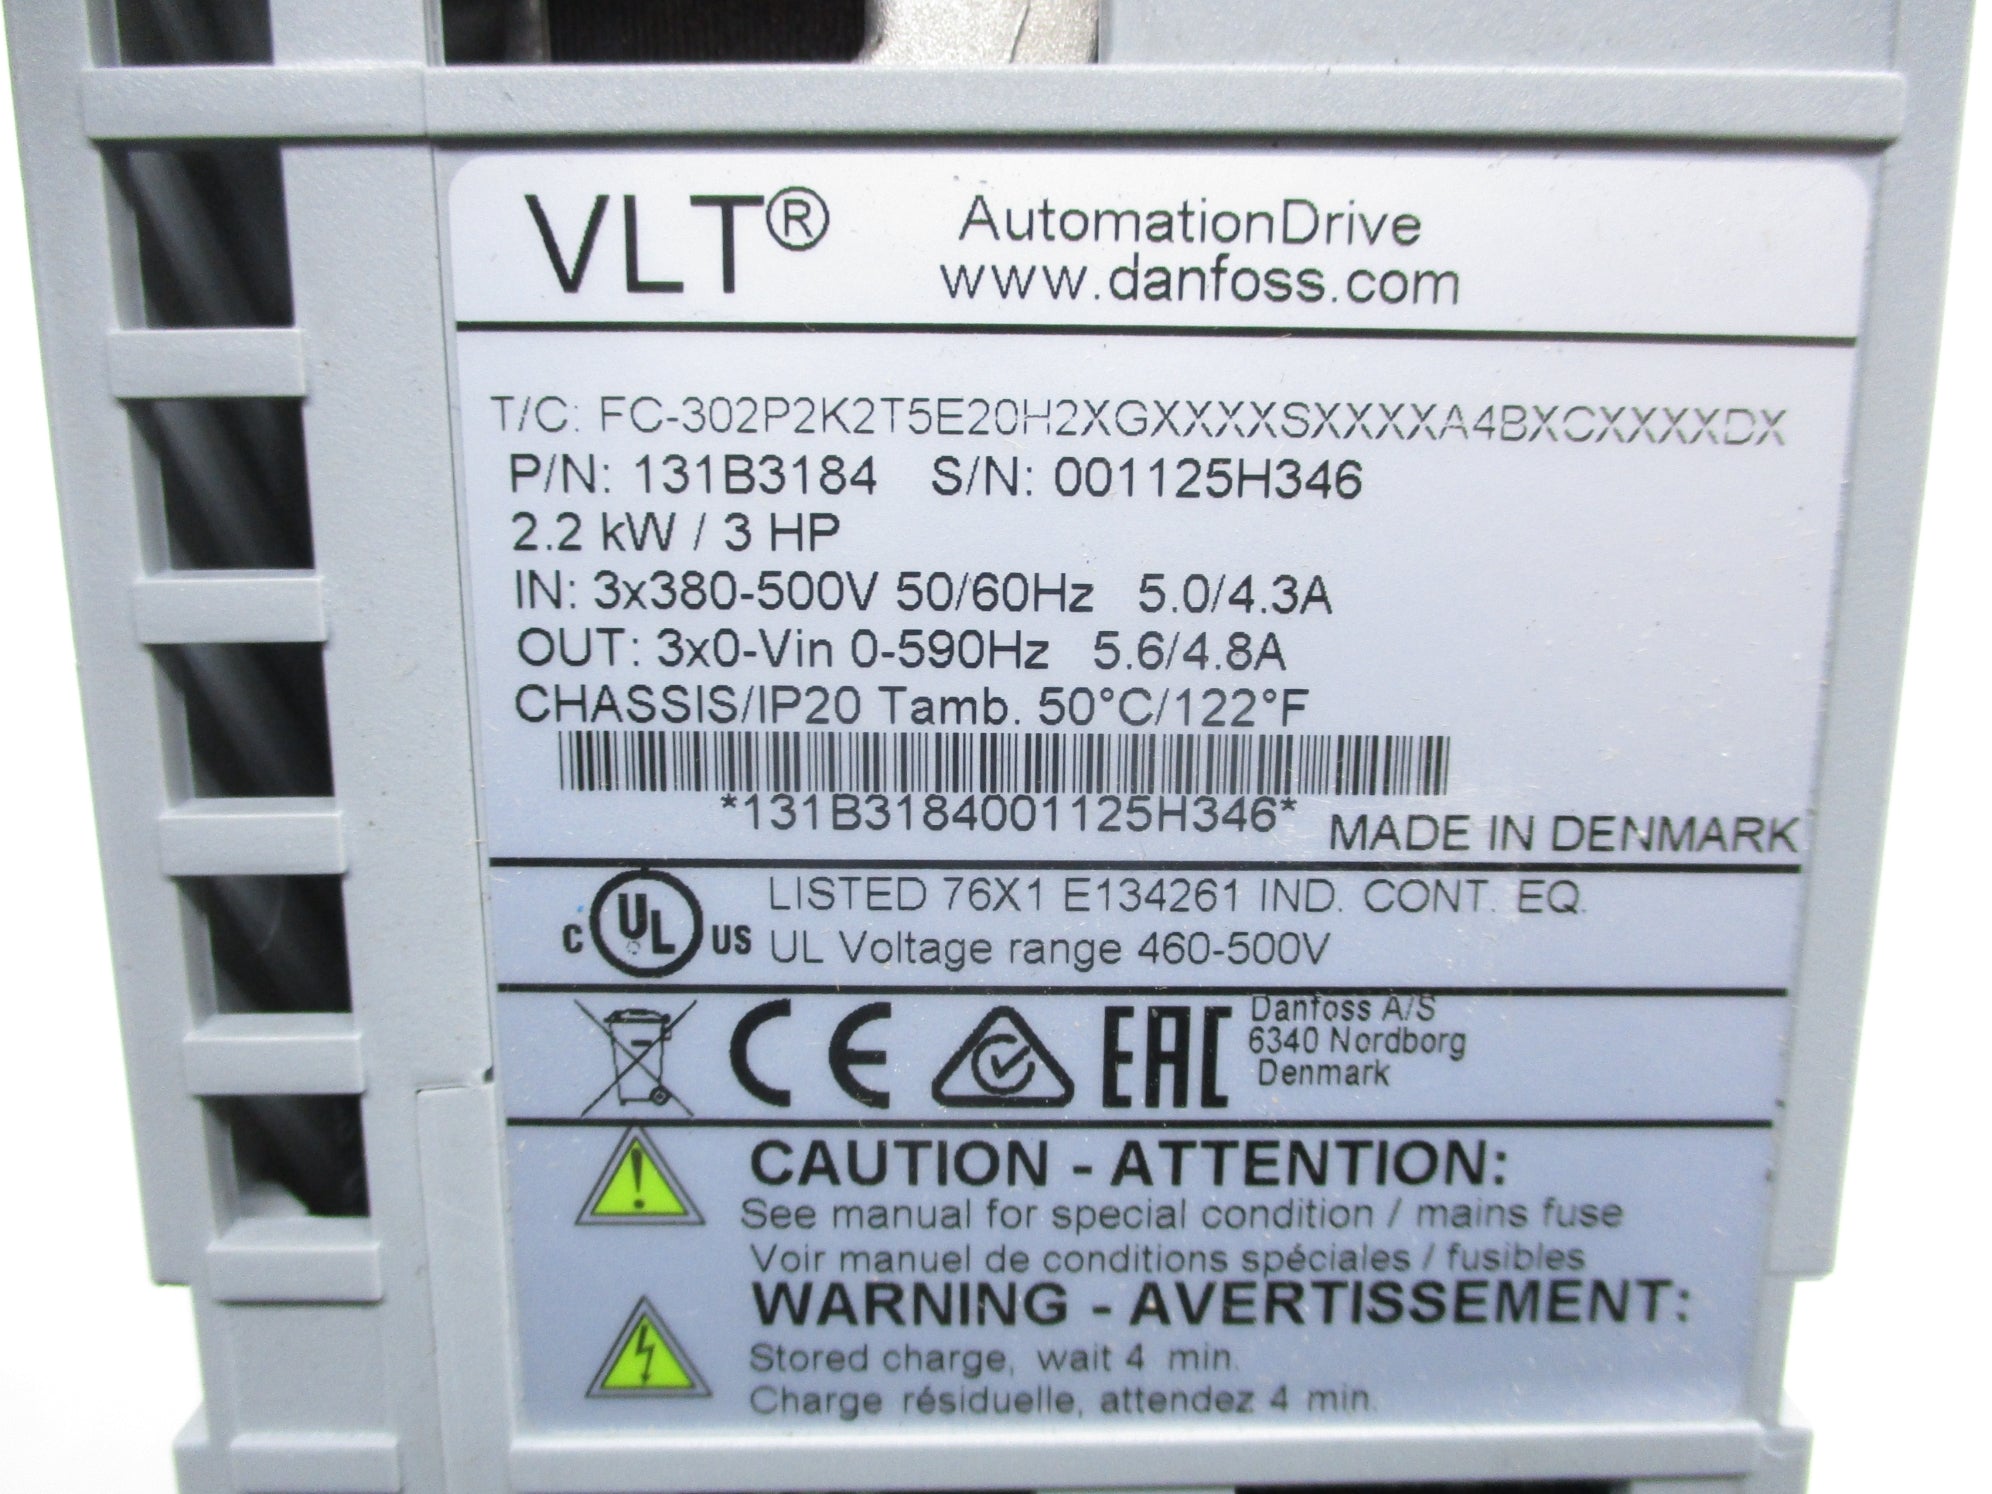 VLT® AutomationDrive
www.danfoss.com
T/C: FC-302P2K2T5E20H2XGXXXXSXXXXA4BXCXXXXDX
P/N: 131B3184 S/N: 001125H346
2.2 kW / 3 HP
IN: 3x380-500V 50/60Hz 5.0/4.3A
OUT: 3x0-Vin 0-590Hz 5.6/4.8A
CHASSIS/IP20 Tamb. 50°C/122°F
*131B3184001125H346*
MADE IN DENMARK
c UL US LISTED 76X1 E134261 IND. CONT. EQ.
UL Voltage range 460-500V
CE EAC Danfoss A/S
6340 Nordborg
Denmark
CAUTION - ATTENTION:
See manual for special condition / mains fuse
Voir manuel de conditions spéciales / fusibles
WARNING - AVERTISSEMENT:
Stored charge, wait 4 min.
Charge résiduelle, attendez 4 min.